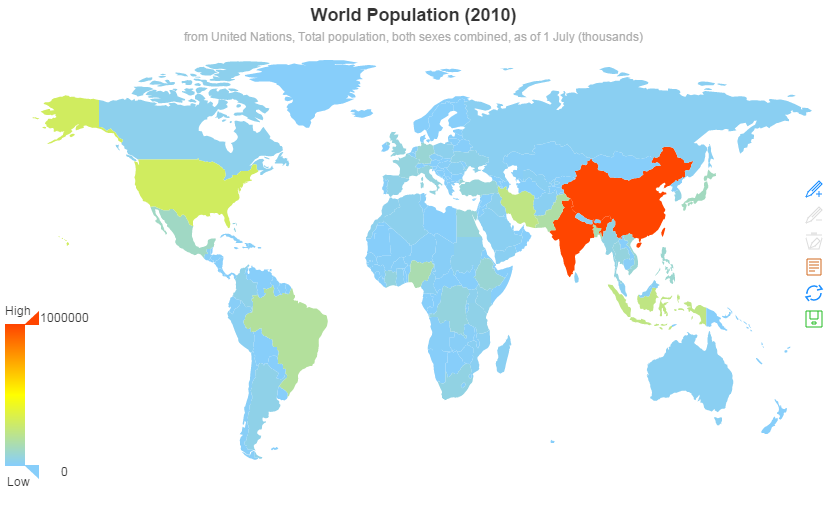 World Population (2010)
from United Nations, Total population, both sexes combined, as of 1 July (thousands)
High
1000000
0
Low